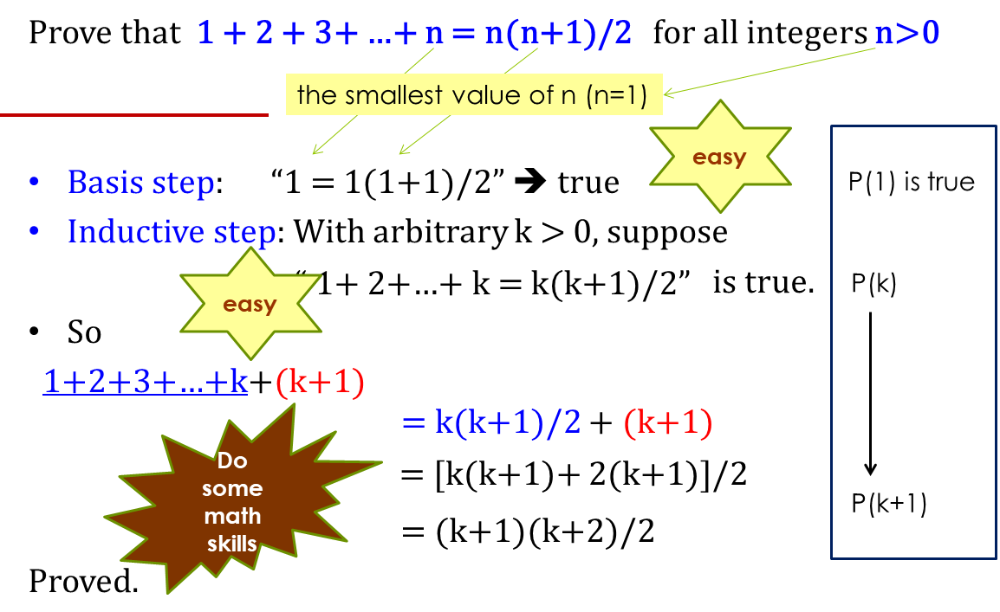 Prove that 1 + 2 + 3+ …+ n = n(n+1)/2 for all integers n>0
the smallest value of n (n=1)
easy
• Basis step: “1 = 1(1+1)/2” 🡺 true
P(1) is true
• Inductive step: With arbitrary k > 0, suppose
“ 1+ 2+…+ k = k(k+1)/2” is true.
P(k)
easy
• So
1+2+3+…+k+(k+1)
= k(k+1)/2 + (k+1)
= [k(k+1)+ 2(k+1)]/2
P(k+1)
= (k+1)(k+2)/2
Do
some
math
skills
Proved.